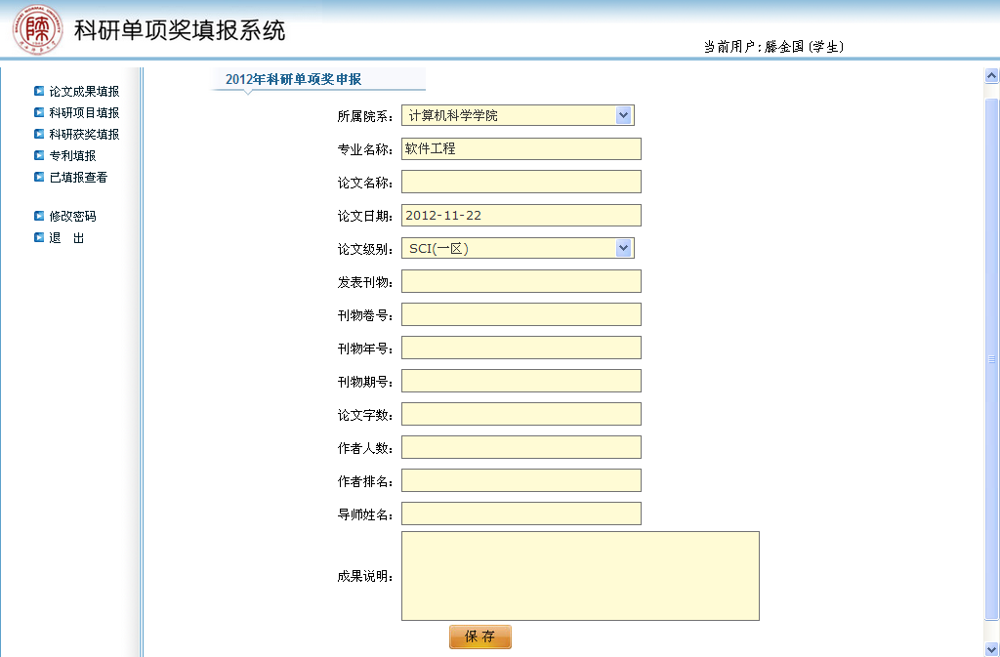 科研单项奖填报系统
当前用户:滕金国(学生)
论文成果填报
科研项目填报
科研获奖填报
专利填报
已填报查看
修改密码
退 出
2012年科研单项奖申报
所属院系: 计算机科学学院
专业名称: 软件工程
论文名称:
论文日期: 2012-11-22
论文级别: SCI(一区)
发表刊物:
刊物卷号:
刊物年号:
刊物期号:
论文字数:
作者人数:
作者排名:
导师姓名:
成果说明:
保 存